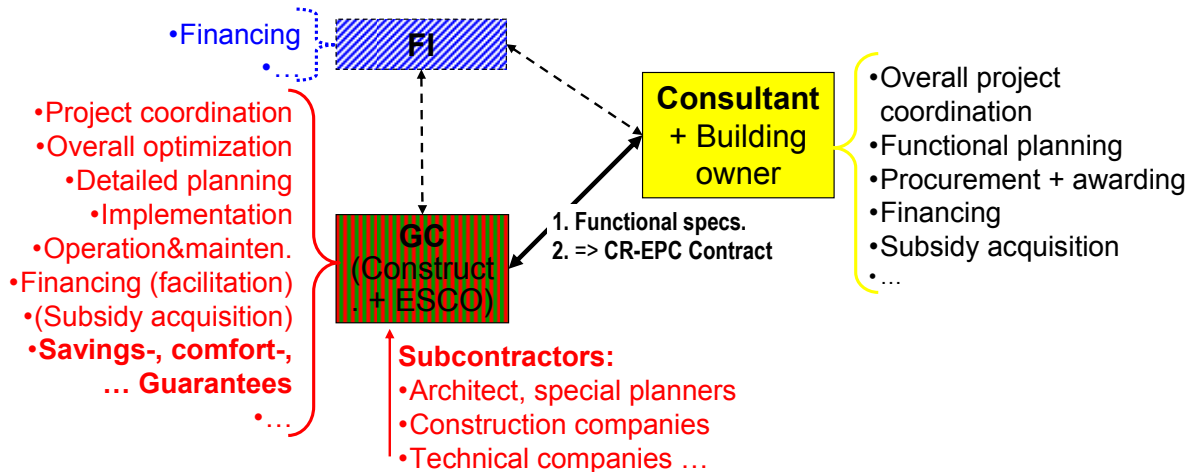 •Financing
•…
FI
•Project coordination
•Overall optimization
•Detailed planning
•Implementation
•Operation&mainten.
•Financing (facilitation)
•(Subsidy acquisition)
•Savings-, comfort-,
… Guarantees
•…
GC
(Construct
. + ESCO)
1. Functional specs.
2. => CR-EPC Contract
Consultant
+ Building
owner
•Overall project
coordination
•Functional planning
•Procurement + awarding
•Financing
•Subsidy acquisition
•…
Subcontractors:
•Architect, special planners
•Construction companies
•Technical companies …